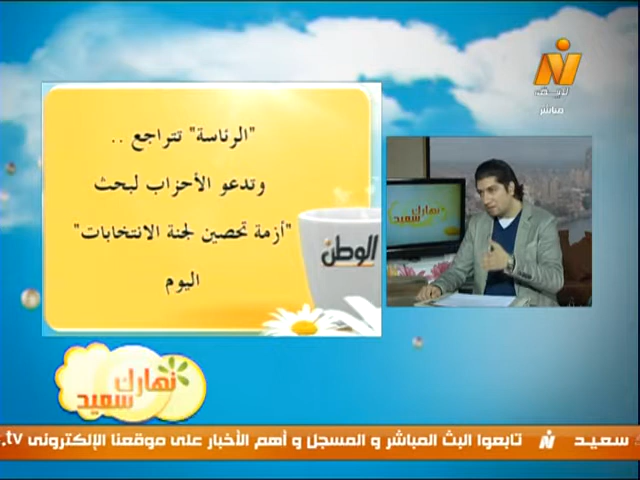 "الرئاسة" تتراجع ..
وتدعو الأحزاب لبحث
"أزمة تحصين لجنة الانتخابات"
اليوم
الوطن
لايف
مباشر
نهارك
سعيد
نهارك
سعيد
سعيد تابعوا البث المباشر و المسجل و أهم الأخبار على موقعنا الإلكترونى .tv